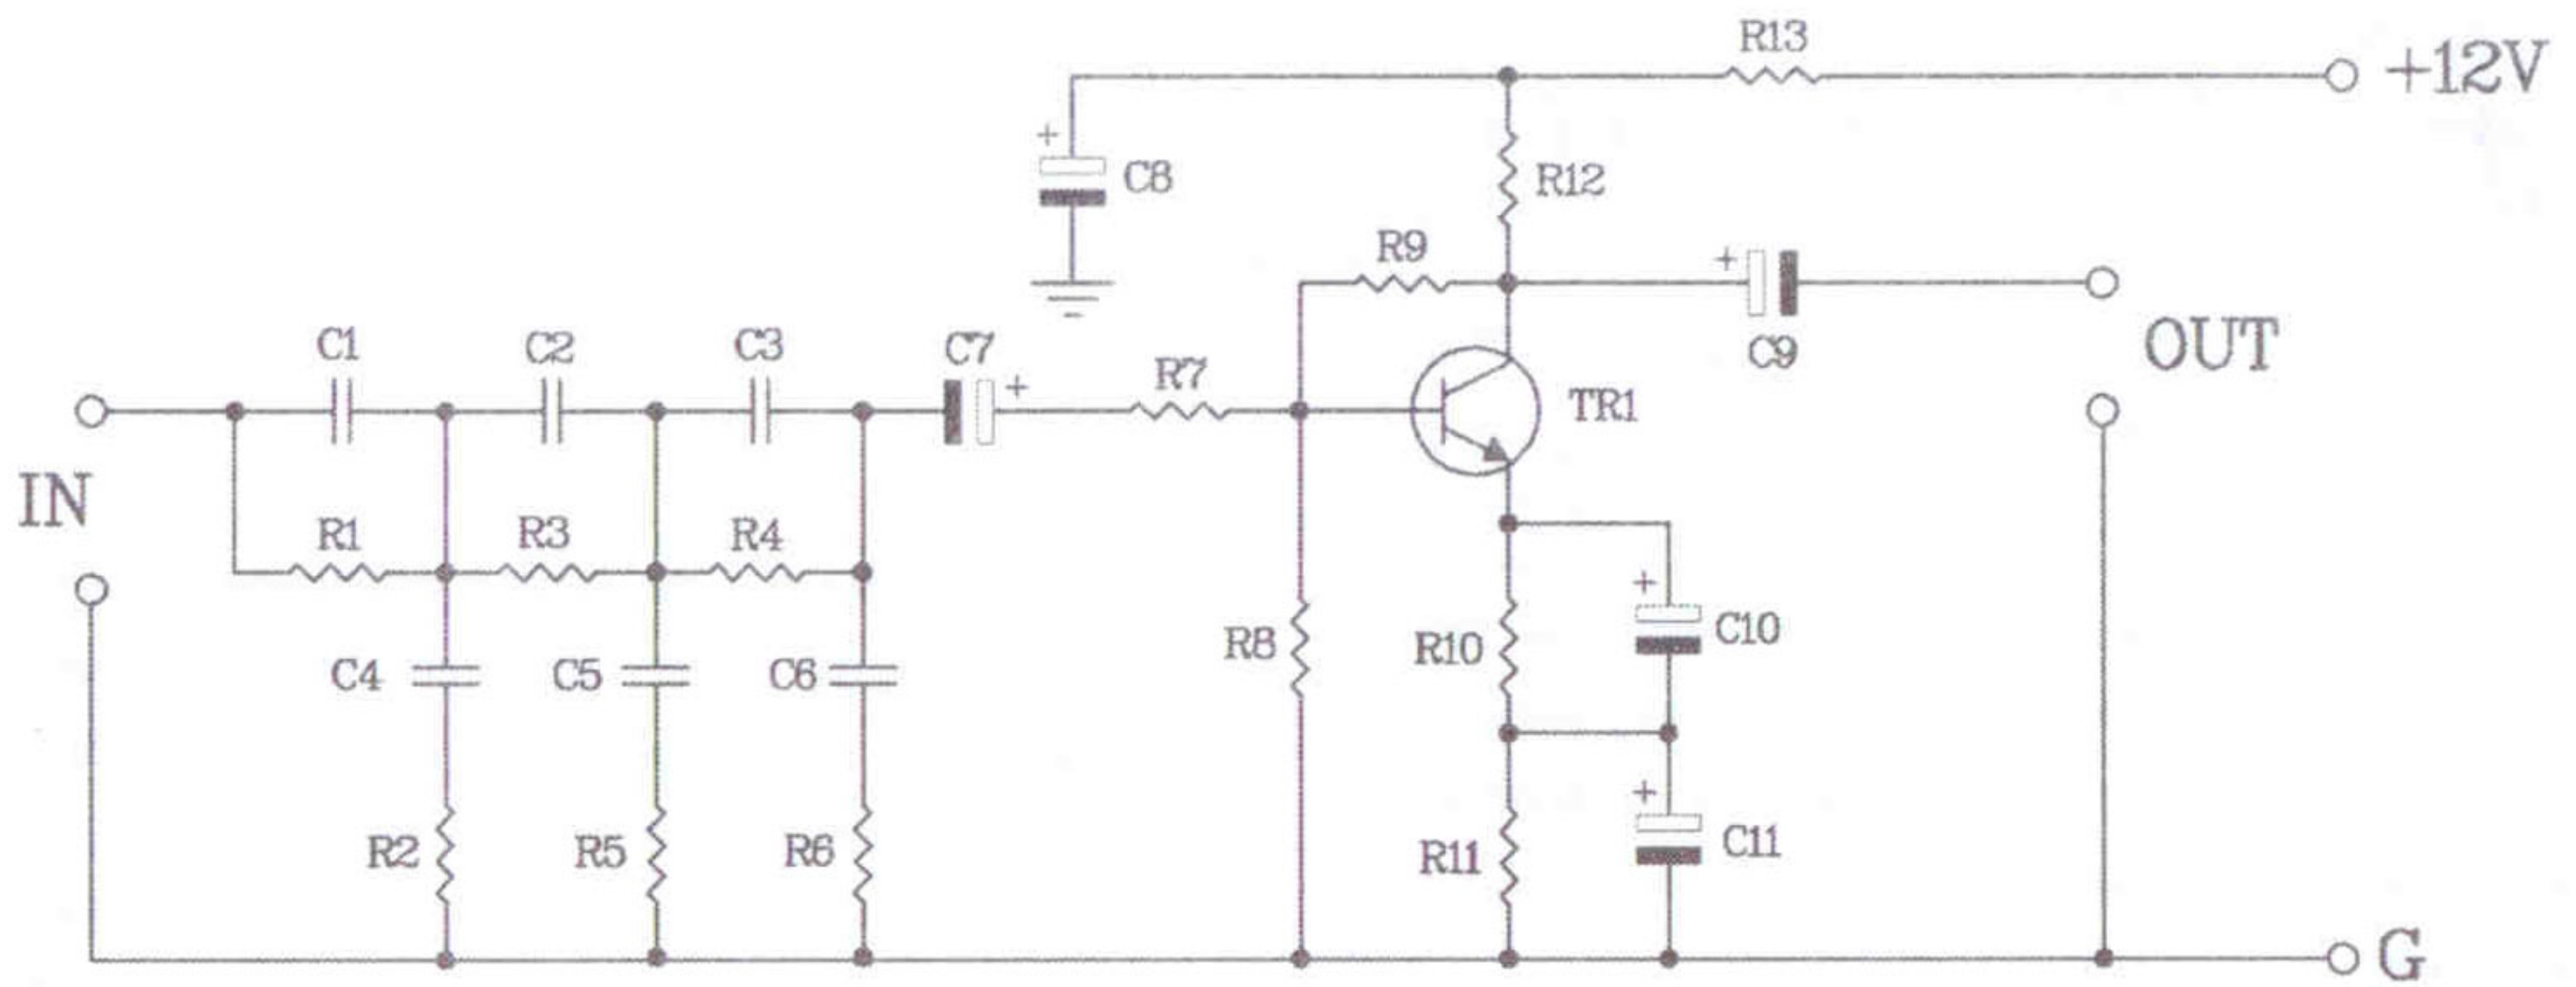 R13
+12V
+
C8
R12
R9
+
C1
C2
C3
C7
+
R7
C9
OUT
TR1
IN
R1
R3
R4
+
C4
C5
C6
R8
R10
C10
+
R2
R5
R6
R11
C11
G